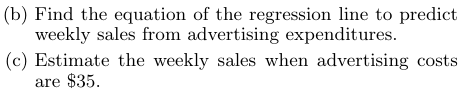 (b) Find the equation of the regression line to predict
weekly sales from advertising expenditures.
(c) Estimate the weekly sales when advertising costs
are $35.